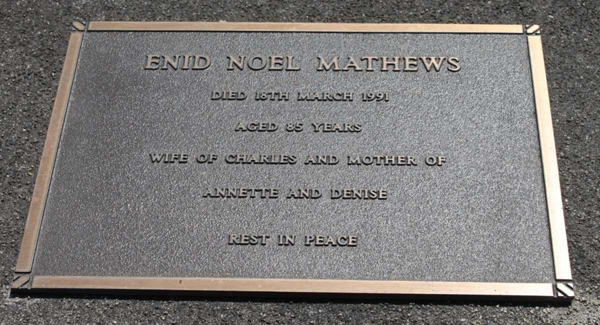 ENID NOEL MATHEWS
DIED 18TH MARCH 1991
AGED 85 YEARS
WIFE OF CHARLES AND MOTHER OF
ANNETTE AND DENISE
REST IN PEACE